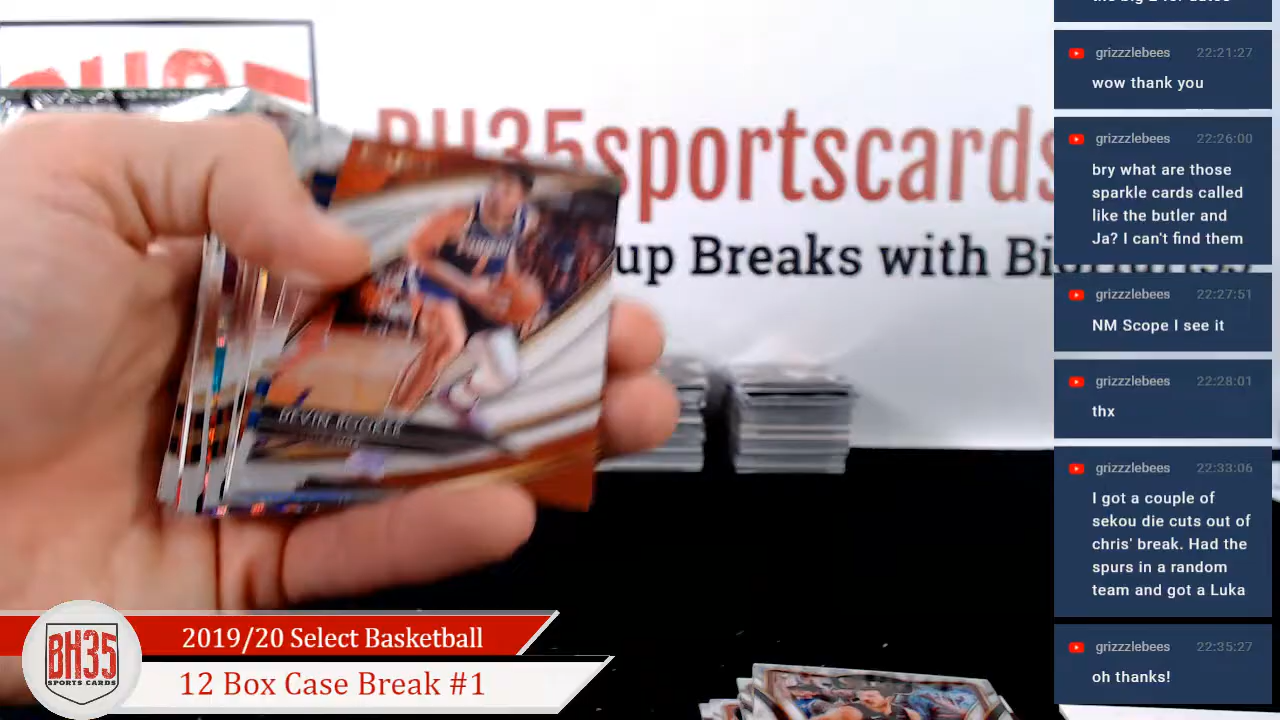 BH35sportscards
up Breaks with Bi
DEVIN BOOKER
grizzzlebees 22:21:27
wow thank you
grizzzlebees 22:26:00
bry what are those
sparkle cards called
like the butler and
Ja? I can't find them
grizzzlebees 22:27:51
NM Scope I see it
grizzzlebees 22:28:01
thx
grizzzlebees 22:33:06
I got a couple of
sekou die cuts out of
chris' break. Had the
spurs in a random
team and got a Luka
grizzzlebees 22:35:27
oh thanks!
BH35
SPORTS CARDS
2019/20 Select Basketball
12 Box Case Break #1